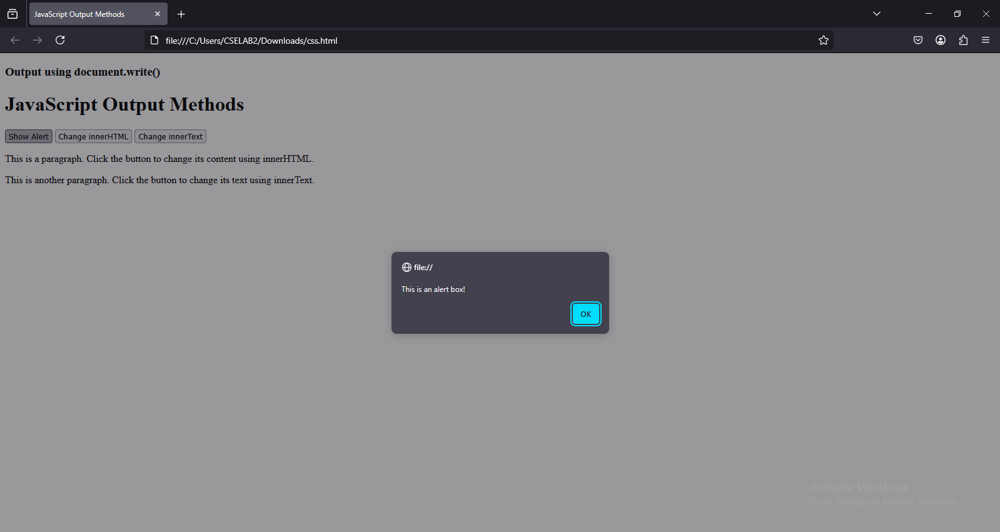 JavaScript Output Methods
file:///C:/Users/CSELAB2/Downloads/css.html
Output using document.write()
JavaScript Output Methods
Show Alert Change innerHTML Change innerText
This is a paragraph. Click the button to change its content using innerHTML.
This is another paragraph. Click the button to change its text using innerText.
file://
This is an alert box!
OK
Activate Windows
Go to Settings to activate Windows.